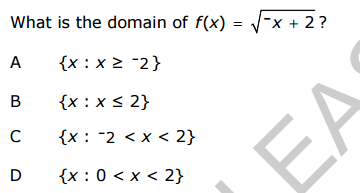 What is the domain of f(x) = √⁻x + 2 ?
A {x : x ≥ ⁻2}
B {x : x ≤ 2}
C {x : ⁻2 < x < 2}
D {x : 0 < x < 2}